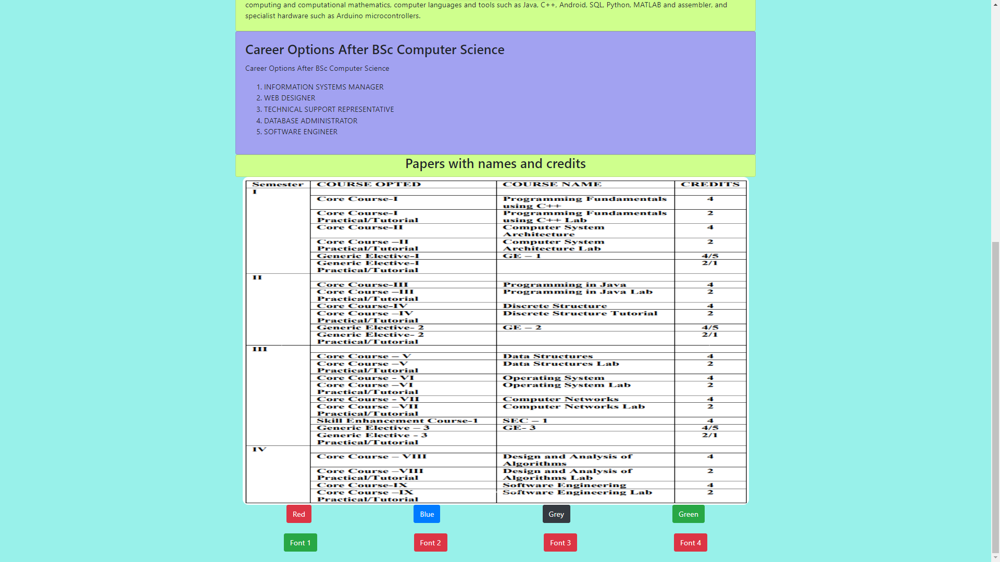 computing and computational mathematics, computer languages and tools such as Java, C++, Android, SQL, Python, MATLAB and assembler, and
specialist hardware such as Arduino microcontrollers.
Career Options After BSc Computer Science
Career Options After BSc Computer Science
1. INFORMATION SYSTEMS MANAGER
2. WEB DESIGNER
3. TECHNICAL SUPPORT REPRESENTATIVE
4. DATABASE ADMINISTRATOR
5. SOFTWARE ENGINEER
Papers with names and credits
Semester COURSE OPTED COURSE NAME CREDITS
I
Core Course-I Programming Fundamentals 4
using C++
Core Course-I Programming Fundamentals 2
Practical/Tutorial using C++ Lab
Core Course-II Computer System 4
Architecture
Core Course –II Computer System 2
Practical/Tutorial Architecture Lab
Generic Elective-I GE – 1 4/5
Generic Elective-I 2/1
Practical/Tutorial
II
Core Course-III Programming in Java 4
Core Course –III Programming in Java Lab 2
Practical/Tutorial
Core Course-IV Discrete Structure 4
Core Course –IV Discrete Structure Tutorial 2
Practical/Tutorial
Generic Elective- 2 GE – 2 4/5
Generic Elective- 2 2/1
Practical/Tutorial
III
Core Course – V Data Structures 4
Core Course –V Data Structures Lab 2
Practical/Tutorial
Core Course - VI Operating System 4
Core Course –VI Operating System Lab 2
Practical/Tutorial
Core Course - VII Computer Networks 4
Core Course –VII Computer Networks Lab 2
Practical/Tutorial
Skill Enhancement Course-1 SEC – 1 4
Generic Elective – 3 GE- 3 4/5
Generic Elective - 3 2/1
Practical/Tutorial
IV
Core Course – VIII Design and Analysis of 4
Algorithms
Core Course –VIII Design and Analysis of 2
Practical/Tutorial Algorithms Lab
Core Course-IX Software Engineering 4
Core Course –IX Software Engineering Lab 2
Practical/Tutorial
Red Blue Grey Green
Font 1 Font 2 Font 3 Font 4